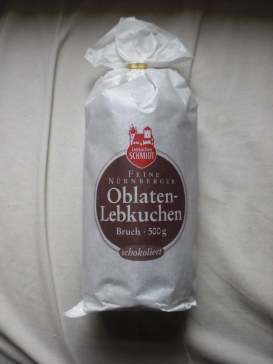 Lebkuchen
SCHMIDT
FEINE
NÜRNBERGER
Oblaten-
Lebkuchen
Bruch · 500 g
schokoliert